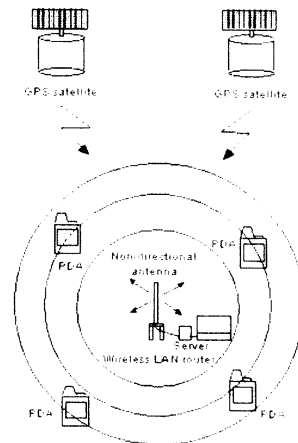 GPS satellite
GPS satellite
PDA
PDA
Non-directional
antenna
Server
Wireless LAN router
PDA
PDA